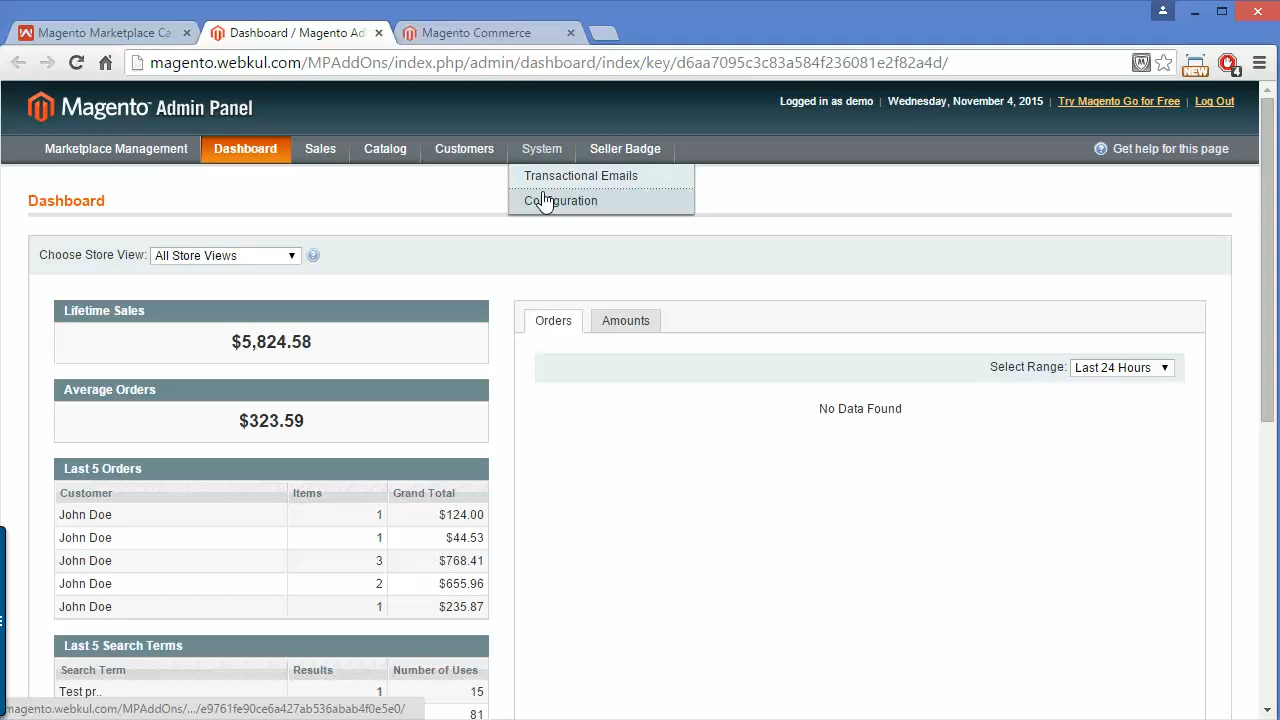 Magento Marketplace Ca
Dashboard / Magento Ad
Magento Commerce
magento.webkul.com/MPAddOns/index.php/admin/dashboard/index/key/d6aa7095c3c83a584f236081e2f82a4d/
NEW
4
Magento Admin Panel
Logged in as demo | Wednesday, November 4, 2015 | Try Magento Go for Free | Log Out
Marketplace Management Dashboard Sales Catalog Customers System Seller Badge Get help for this page
Transactional Emails
Configuration
Dashboard
Choose Store View: All Store Views
Lifetime Sales
$5,824.58
Average Orders
$323.59
Orders Amounts
Select Range: Last 24 Hours
No Data Found
Last 5 Orders
Customer Items Grand Total
John Doe 1 $124.00
John Doe 1 $44.53
John Doe 3 $768.41
John Doe 2 $655.96
John Doe 1 $235.87
Last 5 Search Terms
Search Term Results Number of Uses
Test pr.. 1 15
81
magento.webkul.com/MPAddOns/.../e9761fe90ce6a427ab536abab4f0e5e0/